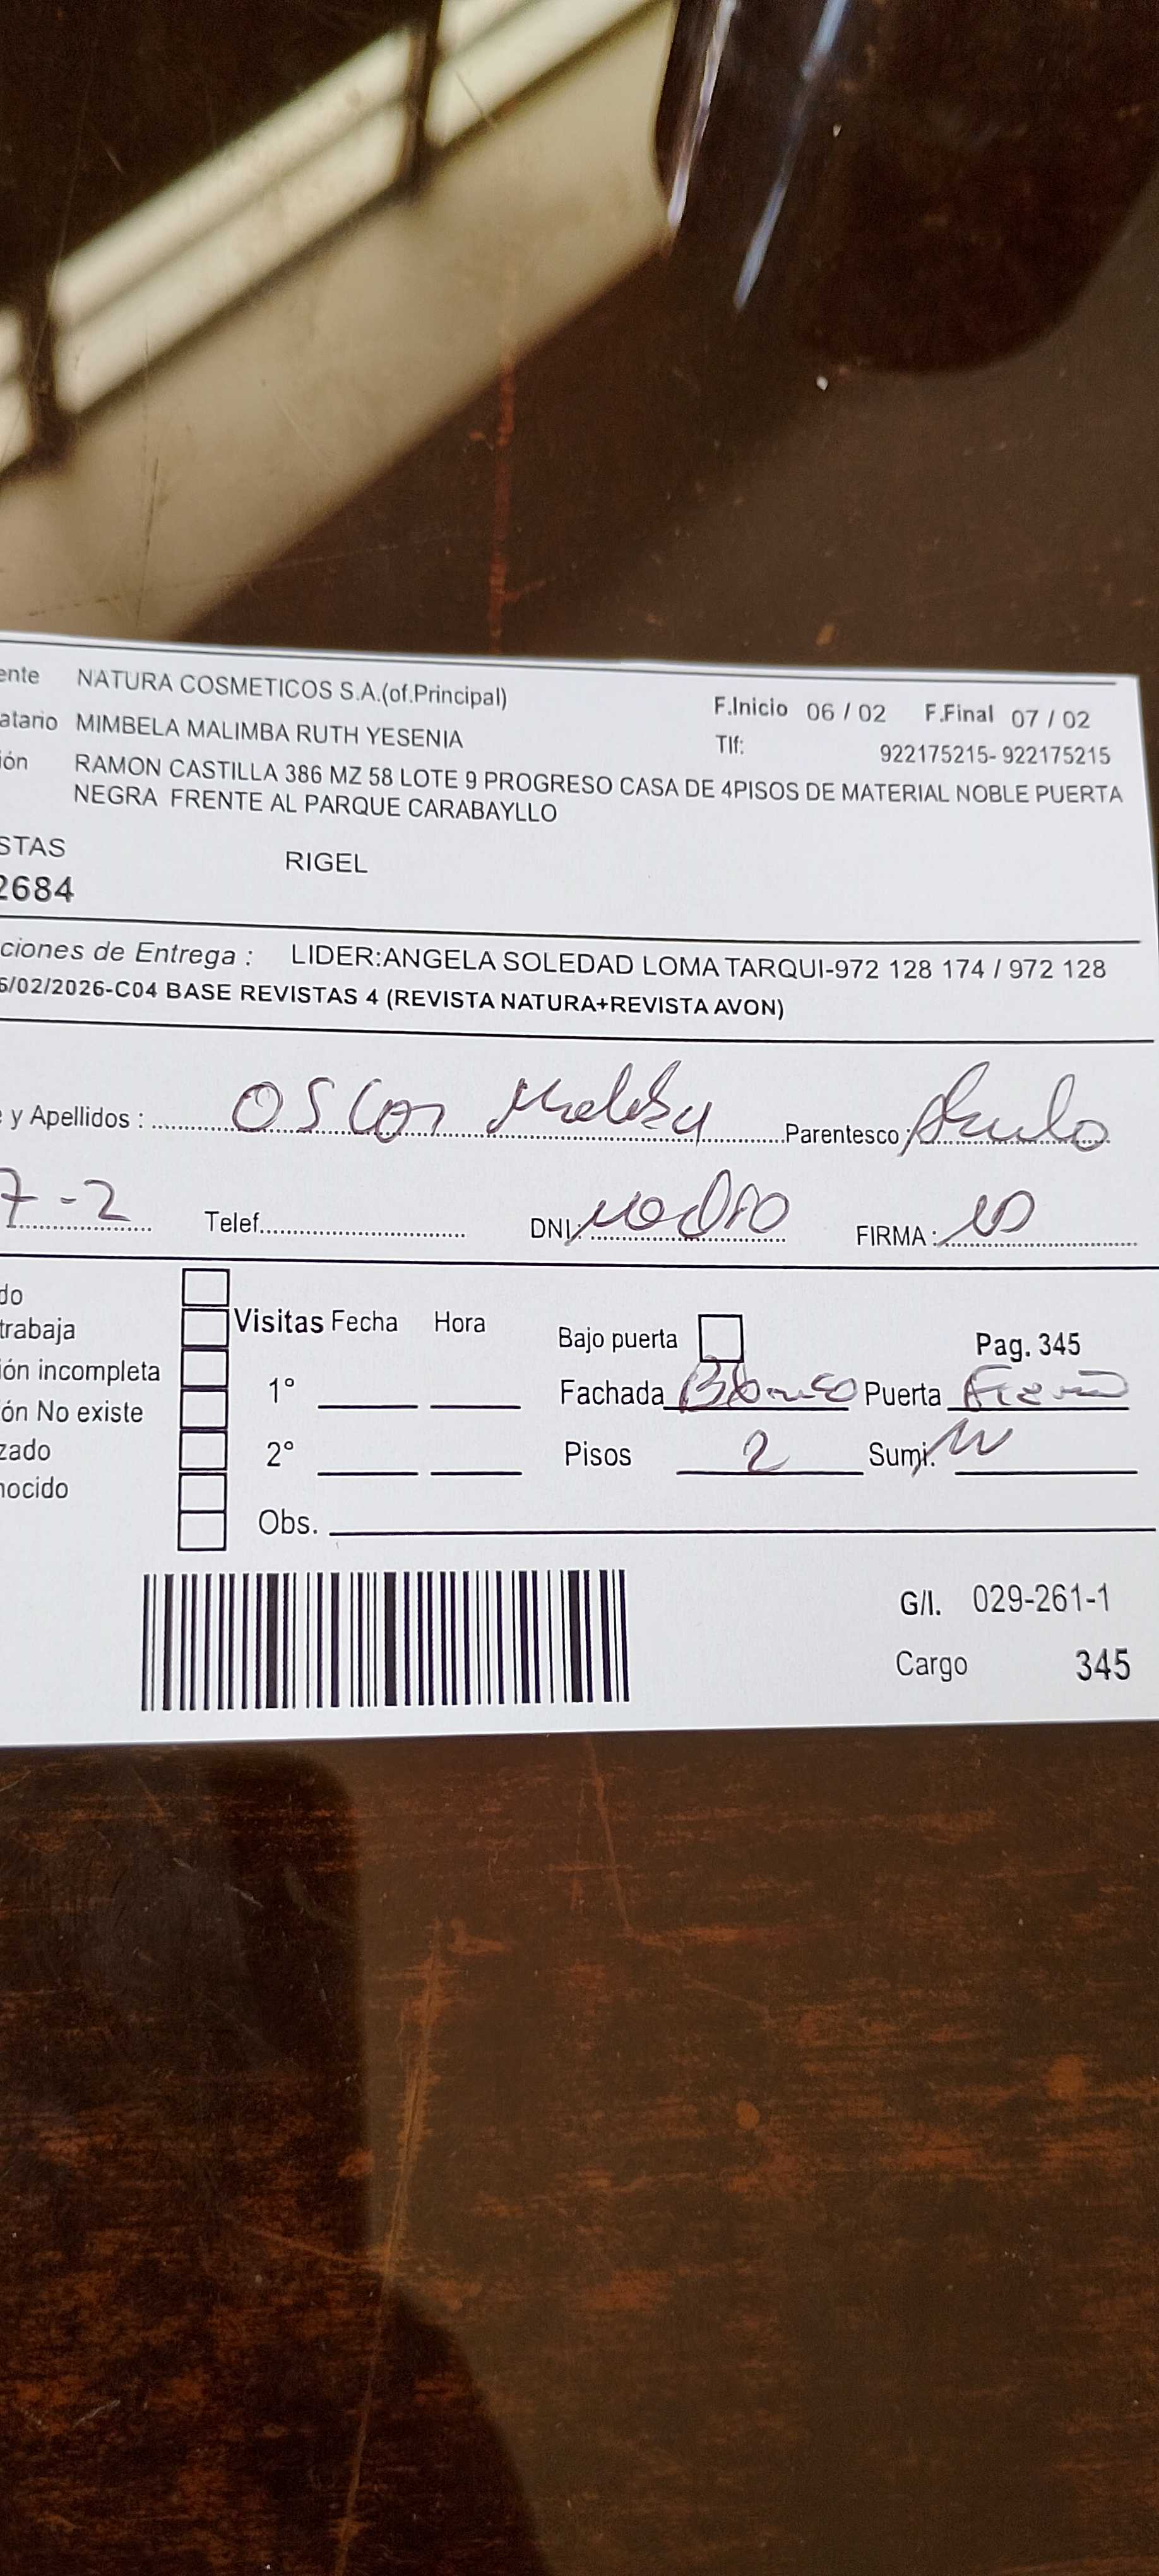 ente NATURA COSMETICOS S.A.(of.Principal) F.Inicio 06 / 02 F.Final 07 / 02
atario MIMBELA MALIMBA RUTH YESENIA Tlf: 922175215- 922175215
ión RAMON CASTILLA 386 MZ 58 LOTE 9 PROGRESO CASA DE 4PISOS DE MATERIAL NOBLE PUERTA
NEGRA FRENTE AL PARQUE CARABAYLLO
STAS RIGEL
2684
ciones de Entrega : LIDER:ANGELA SOLEDAD LOMA TARQUI-972 128 174 / 972 128
6/02/2026-C04 BASE REVISTAS 4 (REVISTA NATURA+REVISTA AVON)
e y Apellidos : Oscar Parentesco :
7-2 Telef. DNI: FIRMA :
do
trabaja Visitas Fecha Hora Bajo puerta Pag. 345
ión incompleta 1° Fachada Blanco Puerta Fierro
ón No existe
zado 2° Pisos 2 Sumi.
nocido
Obs.
G/I. 029-261-1
Cargo 345